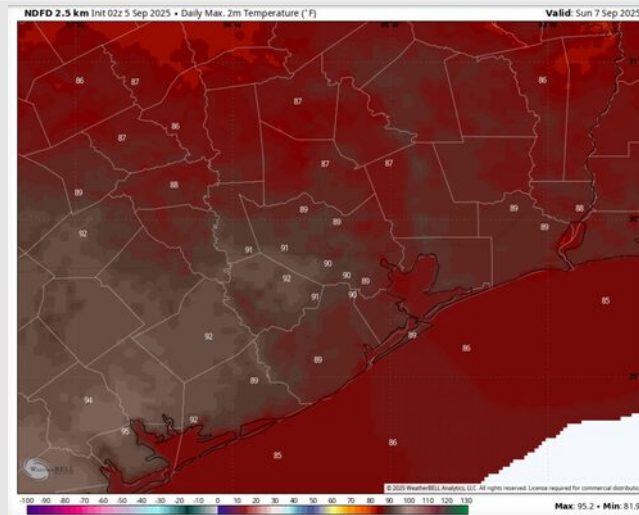 NDFD 2.5 km Init 02z 5 Sep 2025 • Daily Max. 2m Temperature (°F)
Valid: Sun 7 Sep 2025
86 87 86
87
87 86
87 87
89 88
89 89 88
92 89 89
91 91
90
92 90 89
91 90
85
92 89
89 86
89
94 92
95 86
85
WeatherBELL
© 2025 WeatherBELL Analytics, LLC. All rights reserved. License required for commercial distribution
-100 -90 -80 -70 -60 -50 -40 -30 -20 -10 0 10 20 30 40 50 60 70 80 90 100 110 120 130
Max: 95.2 • Min: 81.